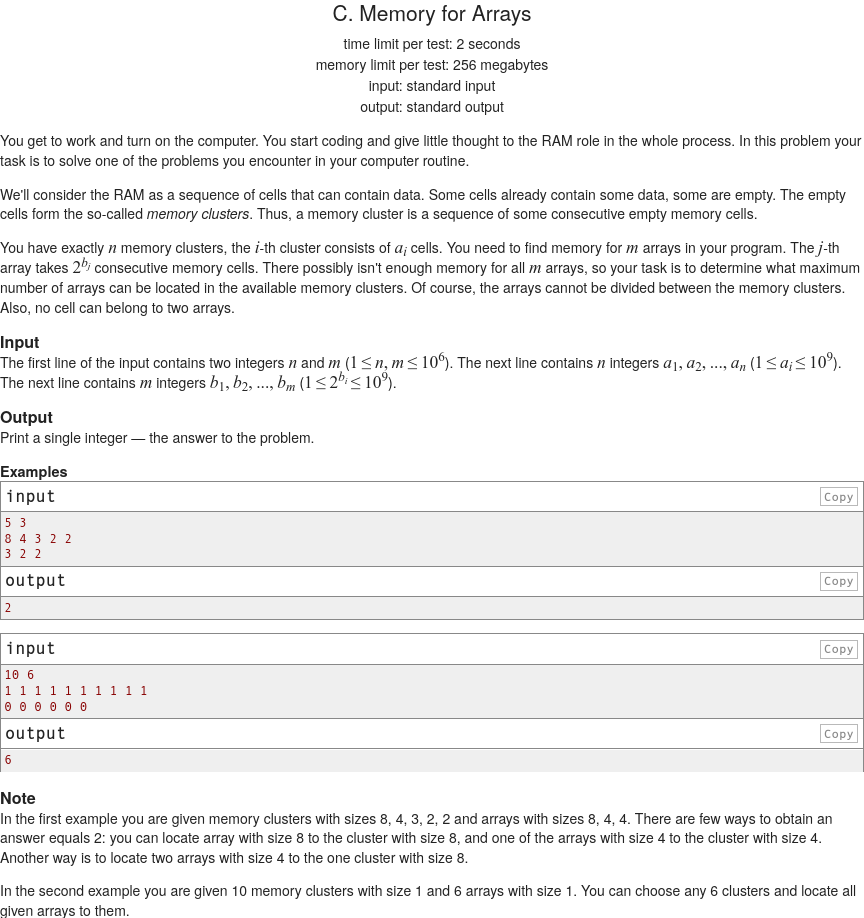 C. Memory for Arrays
time limit per test: 2 seconds
memory limit per test: 256 megabytes
input: standard input
output: standard output
You get to work and turn on the computer. You start coding and give little thought to the RAM role in the whole process. In this problem your
task is to solve one of the problems you encounter in your computer routine.
We'll consider the RAM as a sequence of cells that can contain data. Some cells already contain some data, some are empty. The empty
cells form the so-called memory clusters. Thus, a memory cluster is a sequence of some consecutive empty memory cells.
You have exactly n memory clusters, the i-th cluster consists of a_i cells. You need to find memory for m arrays in your program. The j-th
array takes 2^{b_j} consecutive memory cells. There possibly isn't enough memory for all m arrays, so your task is to determine what maximum
number of arrays can be located in the available memory clusters. Of course, the arrays cannot be divided between the memory clusters.
Also, no cell can belong to two arrays.
Input
The first line of the input contains two integers n and m (1 ≤ n, m ≤ 10^6). The next line contains n integers a_1, a_2, ..., a_n (1 ≤ a_i ≤ 10^9).
The next line contains m integers b_1, b_2, ..., b_m (1 ≤ 2^{b_i} ≤ 10^9).
Output
Print a single integer — the answer to the problem.
Examples
input Copy
5 3
8 4 3 2 2
3 2 2
output Copy
2
input Copy
10 6
1 1 1 1 1 1 1 1 1 1
0 0 0 0 0 0
output Copy
6
Note
In the first example you are given memory clusters with sizes 8, 4, 3, 2, 2 and arrays with sizes 8, 4, 4. There are few ways to obtain an
answer equals 2: you can locate array with size 8 to the cluster with size 8, and one of the arrays with size 4 to the cluster with size 4.
Another way is to locate two arrays with size 4 to the one cluster with size 8.
In the second example you are given 10 memory clusters with size 1 and 6 arrays with size 1. You can choose any 6 clusters and locate all
given arrays to them.